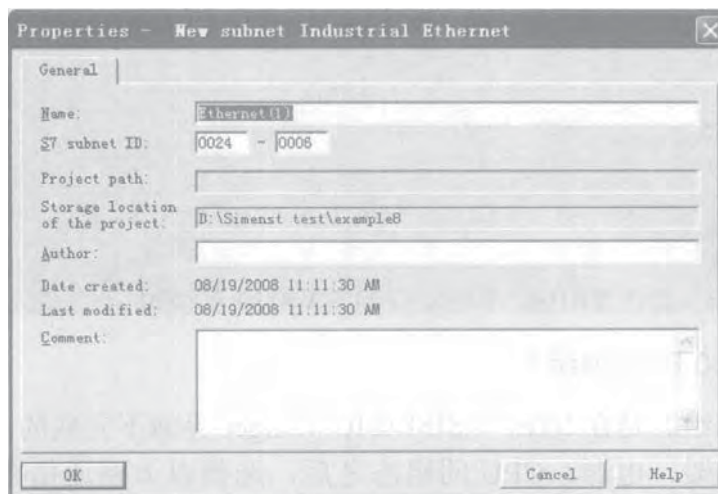 Properties - New subnet Industrial Ethernet
General
Name: Ethernet(1)
S7 subnet ID: 0024 - 0006
Project path:
Storage location
of the project: D:\Simenst test\example8
Author:
Date created: 08/19/2008 11:11:30 AM
Last modified: 08/19/2008 11:11:30 AM
Comment:
OK Cancel Help